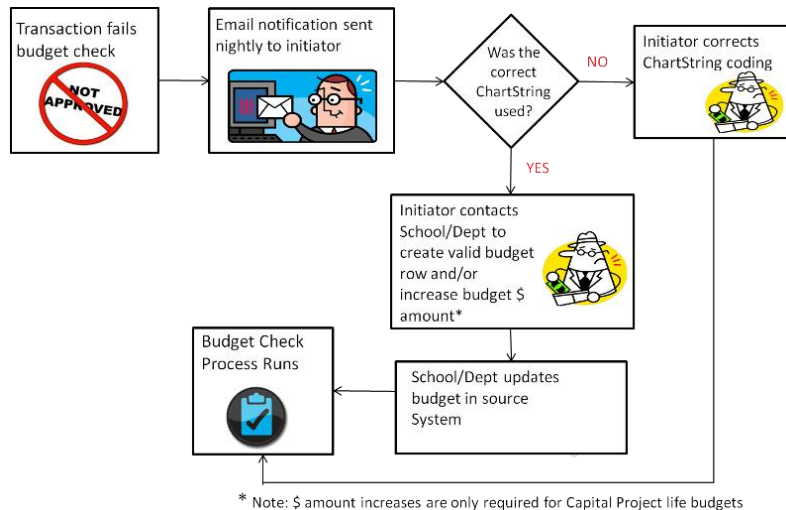 Transaction fails
budget check
NOT
APPROVED
Email notification sent
nightly to initiator
Was the
correct
ChartString
used?
NO
Initiator corrects
ChartString coding
YES
Initiator contacts
School/Dept to
create valid budget
row and/or
increase budget $
amount*
Budget Check
Process Runs
School/Dept updates
budget in source
System
* Note: $ amount increases are only required for Capital Project life budgets